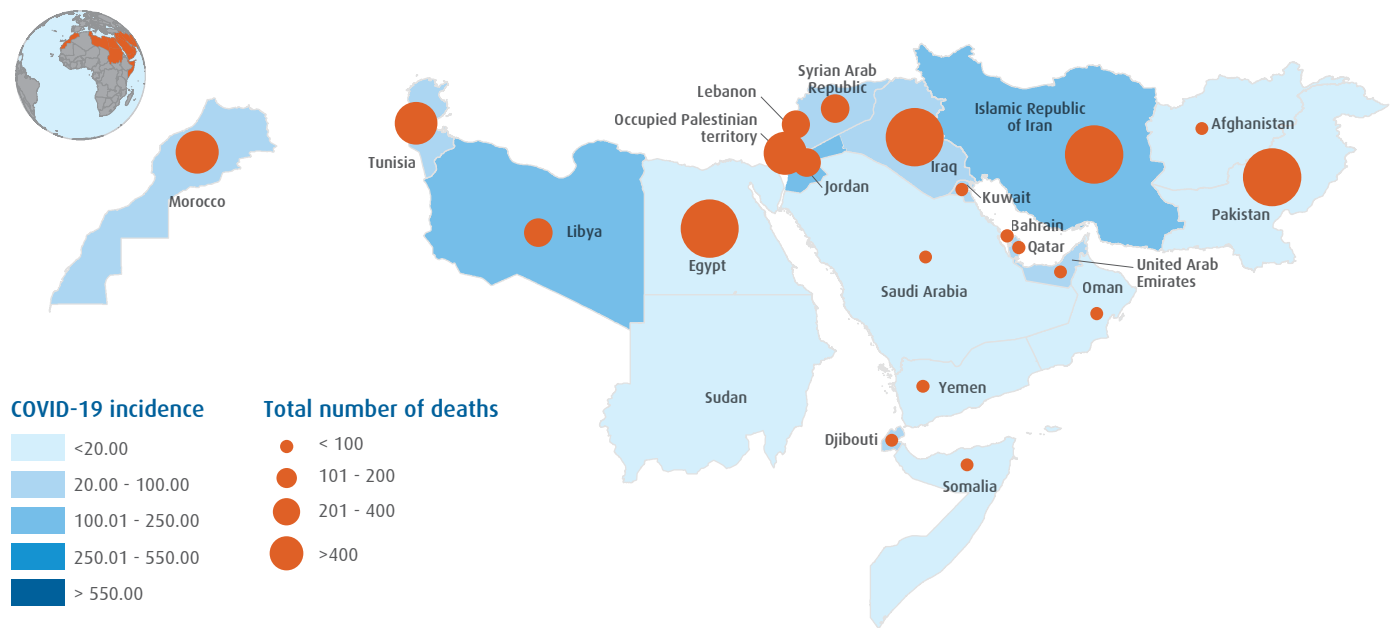 Syrian Arab
Republic
Lebanon
Occupied Palestinian
territory
Islamic Republic
of Iran
Afghanistan
Tunisia
Iraq
Jordan
Kuwait
Morocco
Pakistan
Libya
Bahrain
Qatar
Egypt
United Arab
Emirates
Saudi Arabia
Oman
Yemen
Sudan
Djibouti
Somalia
COVID-19 incidence
<20.00
20.00 - 100.00
100.01 - 250.00
250.01 - 550.00
> 550.00
Total number of deaths
< 100
101 - 200
201 - 400
>400